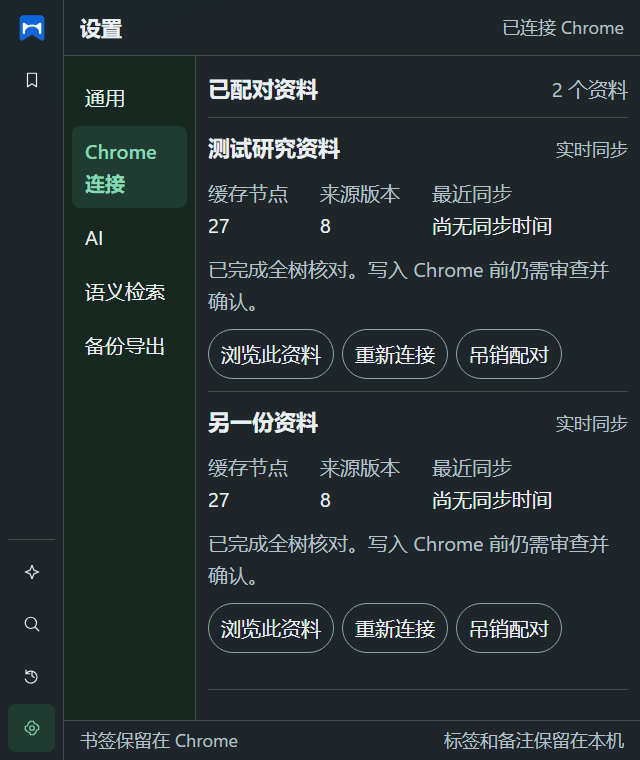 设置
已连接 Chrome
通用
Chrome
连接
AI
语义检索
备份导出
已配对资料
2 个资料
测试研究资料
实时同步
缓存节点 来源版本 最近同步
27 8 尚无同步时间
已完成全树核对。写入 Chrome 前仍需审查并
确认。
浏览此资料 重新连接 吊销配对
另一份资料
实时同步
缓存节点 来源版本 最近同步
27 8 尚无同步时间
已完成全树核对。写入 Chrome 前仍需审查并
确认。
浏览此资料 重新连接 吊销配对
书签保留在 Chrome
标签和备注保留在本机